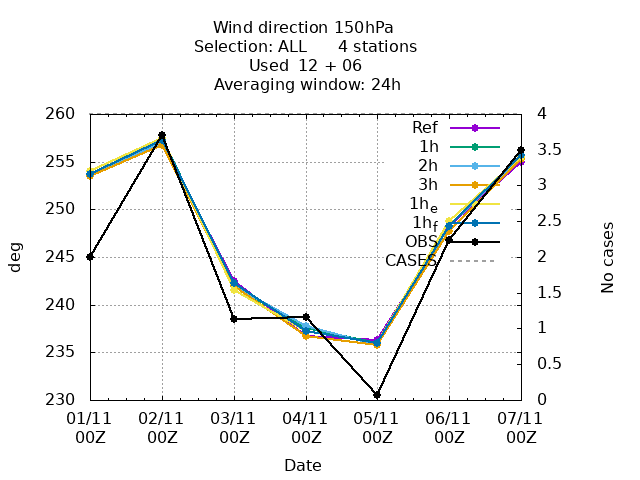 Wind direction 150hPa
Selection: ALL 4 stations
Used 12 + 06
Averaging window: 24h
260
255
250
245
240
235
230
deg
4
3.5
3
2.5
2
1.5
1
0.5
0
No cases
Ref
1h
2h
3h
1he
1hf
OBS
CASES
01/11 02/11 03/11 04/11 05/11 06/11 07/11
00Z 00Z 00Z 00Z 00Z 00Z 00Z
Date